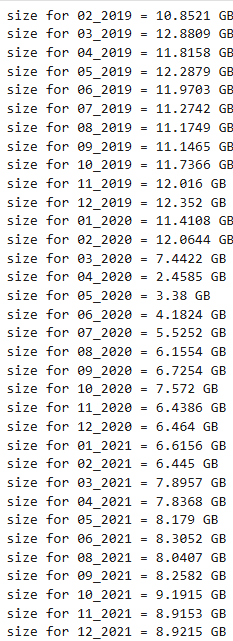 size for 02_2019 = 10.8521 GB
size for 03_2019 = 12.8809 GB
size for 04_2019 = 11.8158 GB
size for 05_2019 = 12.2879 GB
size for 06_2019 = 11.9703 GB
size for 07_2019 = 11.2742 GB
size for 08_2019 = 11.1749 GB
size for 09_2019 = 11.1465 GB
size for 10_2019 = 11.7366 GB
size for 11_2019 = 12.016 GB
size for 12_2019 = 12.352 GB
size for 01_2020 = 11.4108 GB
size for 02_2020 = 12.0644 GB
size for 03_2020 = 7.4422 GB
size for 04_2020 = 2.4585 GB
size for 05_2020 = 3.38 GB
size for 06_2020 = 4.1824 GB
size for 07_2020 = 5.5252 GB
size for 08_2020 = 6.1554 GB
size for 09_2020 = 6.7254 GB
size for 10_2020 = 7.572 GB
size for 11_2020 = 6.4386 GB
size for 12_2020 = 6.464 GB
size for 01_2021 = 6.6156 GB
size for 02_2021 = 6.445 GB
size for 03_2021 = 7.8957 GB
size for 04_2021 = 7.8368 GB
size for 05_2021 = 8.179 GB
size for 06_2021 = 8.3052 GB
size for 08_2021 = 8.0407 GB
size for 09_2021 = 8.2582 GB
size for 10_2021 = 9.1915 GB
size for 11_2021 = 8.9153 GB
size for 12_2021 = 8.9215 GB